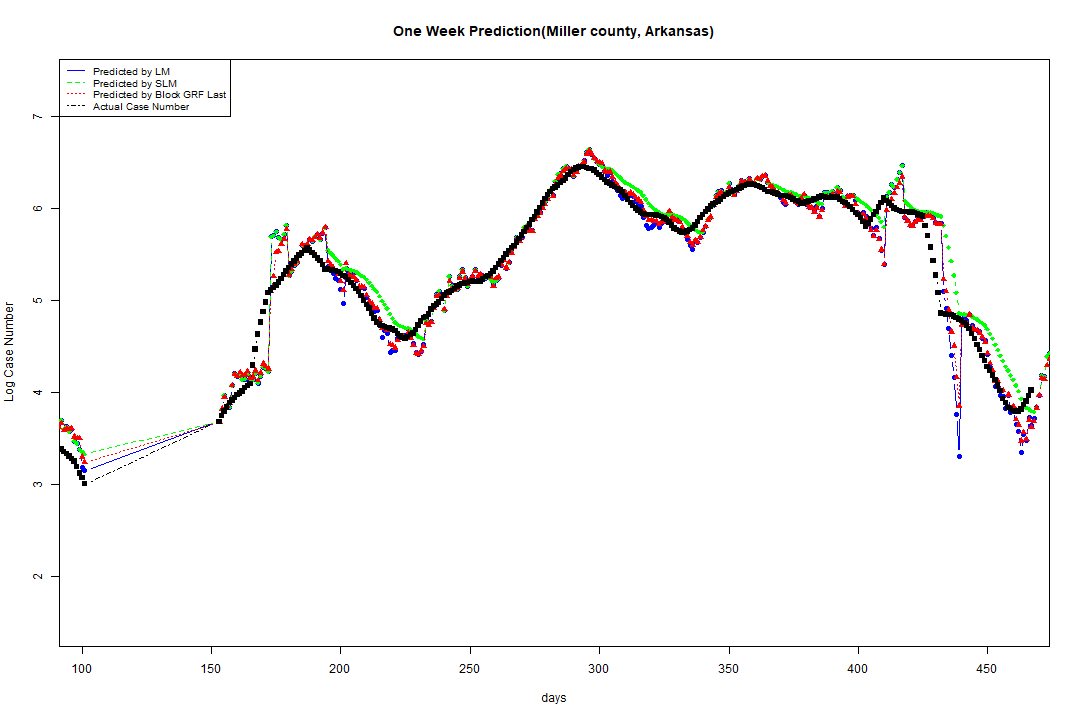 One Week Prediction(Miller county, Arkansas)
Predicted by LM
Predicted by SLM
Predicted by Block GRF Last
Actual Case Number
7
6
5
4
3
2
Log Case Number
100 150 200 250 300 350 400 450
days